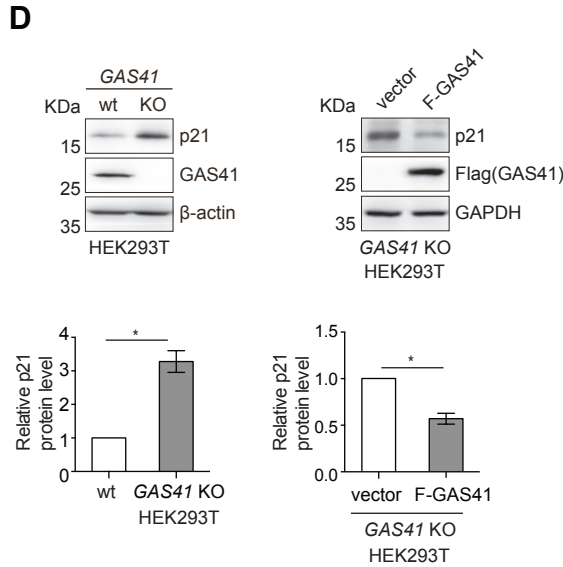 D
GAS41
KDa wt KO
15 p21
25 GAS41
35 β-actin
HEK293T
KDa vector F-GAS41
15 p21
25 Flag(GAS41)
35 GAPDH
GAS41 KO
HEK293T
Relative p21
protein level
4
3
2
1
0
*
wt GAS41 KO
HEK293T
Relative p21
protein level
1.5
1.0
0.5
0.0
*
vector F-GAS41
GAS41 KO
HEK293T